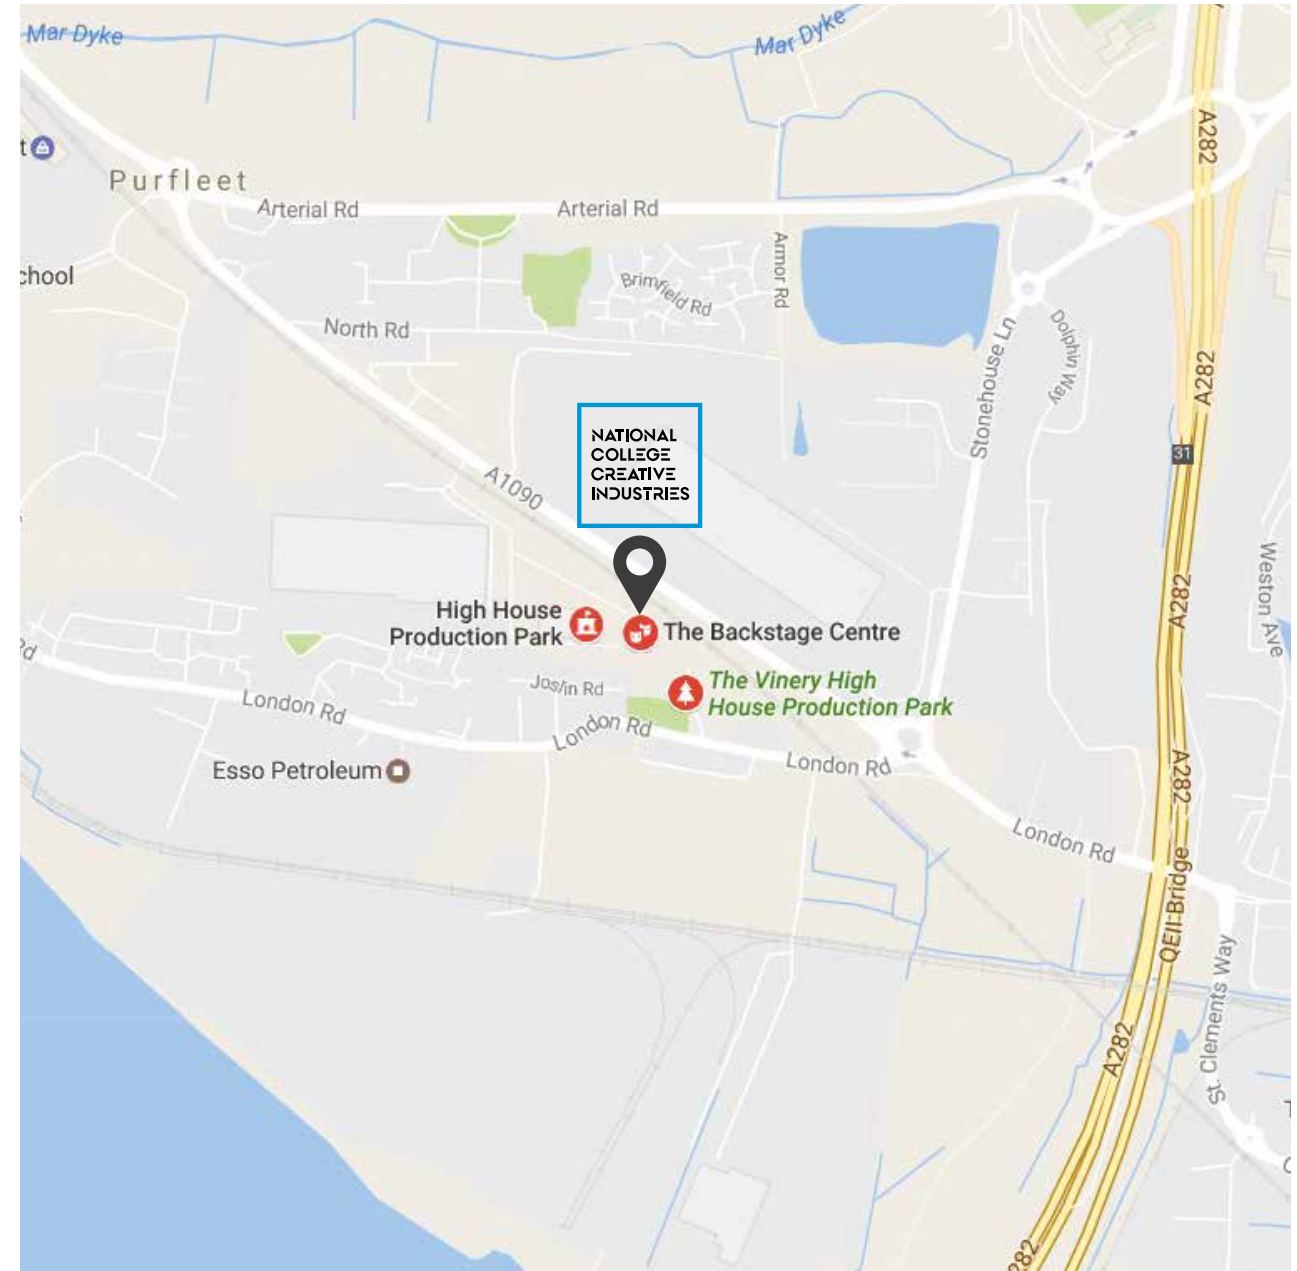 Mar Dyke
Mar Dyke
A282
t
Purfleet
Arterial Rd
Arterial Rd
chool
Brimfield Rd
Armor Rd
North Rd
Stonehouse Ln
Dolphin Way
A282
NATIONAL
COLLEGE
CREATIVE
INDUSTRIES
31
A1090
Weston Ave
A282
High House
Production Park
The Backstage Centre
Rd
Joslin Rd
The Vinery High
House Production Park
London Rd
London Rd
London Rd
Esso Petroleum
A282
London Rd
QEII Bridge
St. Clements Way
A282
T
282